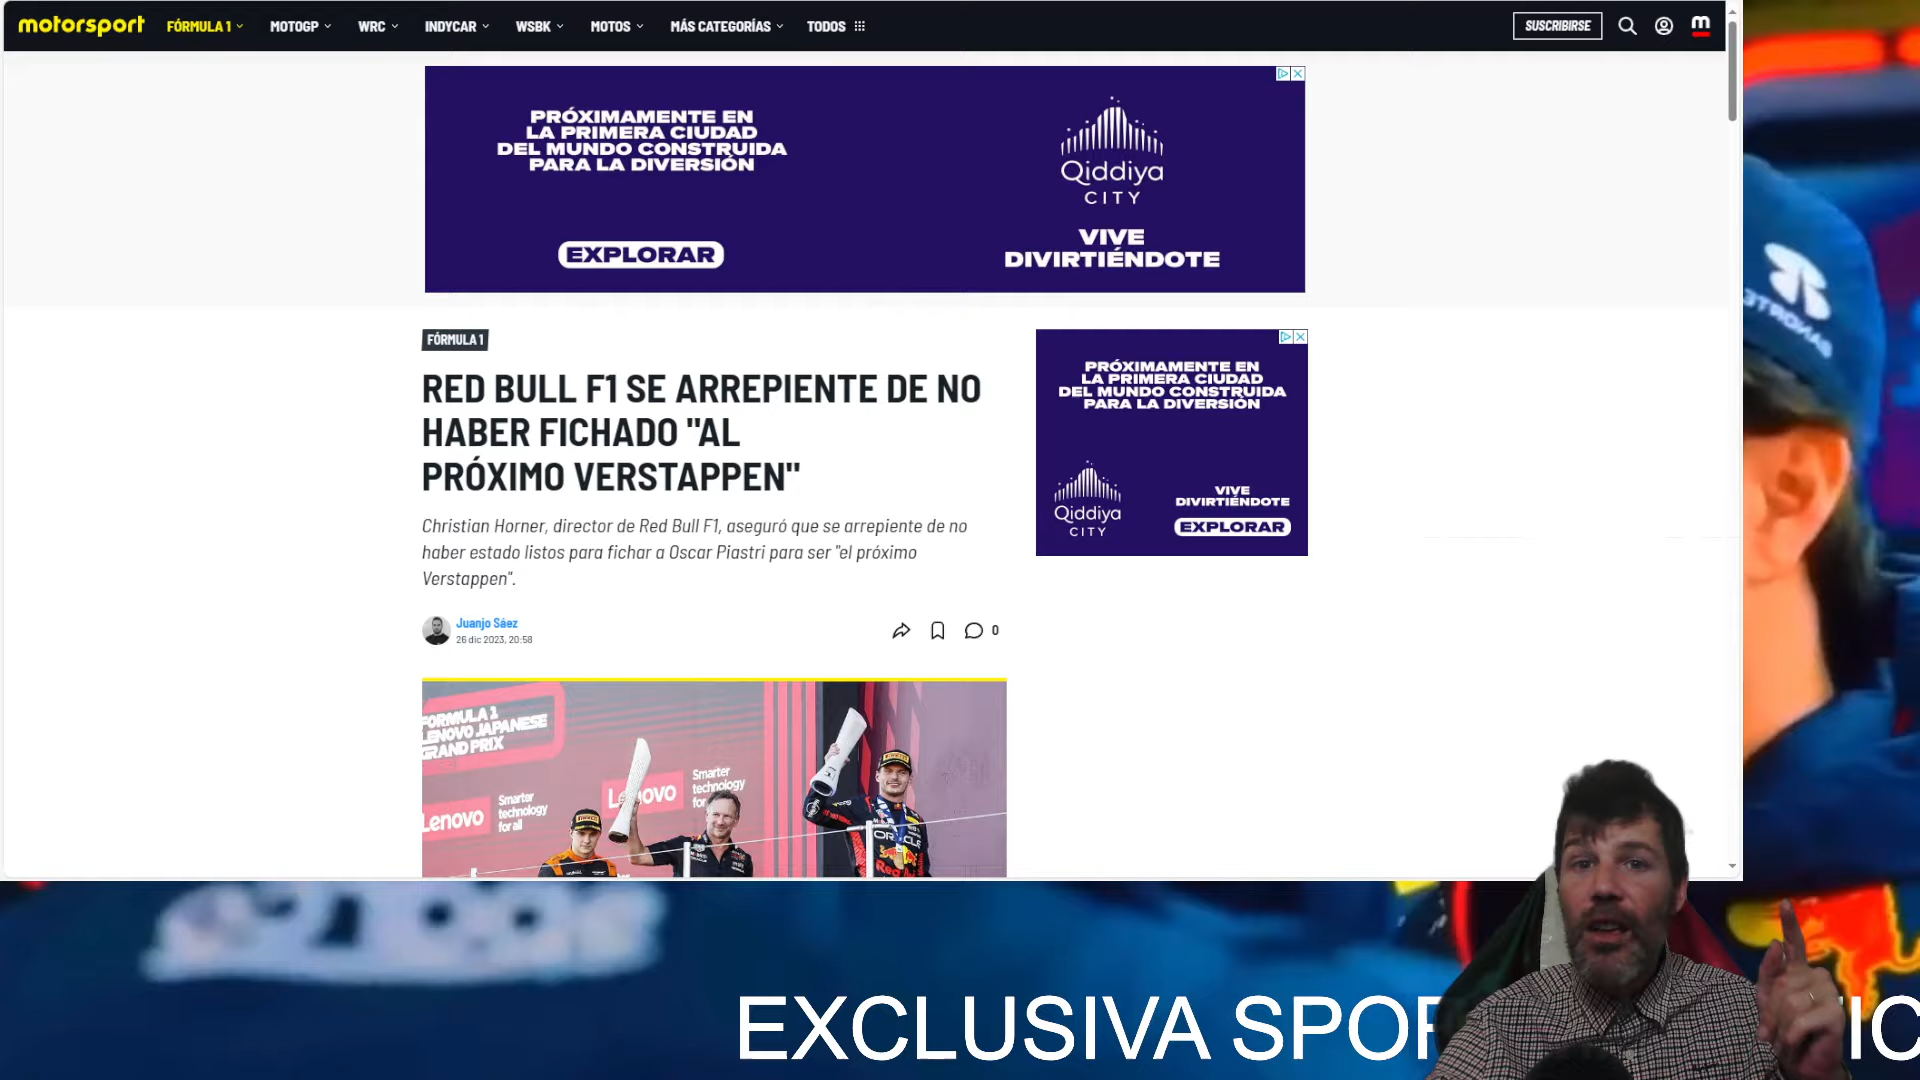 motorsport
FÓRMULA 1
MOTOGP
WRC
INDYCAR
WSBK
MOTOS
MÁS CATEGORÍAS
TODOS
SUSCRIBIRSE
m
PRÓXIMAMENTE EN
LA PRIMERA CIUDAD
DEL MUNDO CONSTRUIDA
PARA LA DIVERSIÓN
EXPLORAR
Qiddiya
CITY
VIVE
DIVIRTIÉNDOTE
FÓRMULA 1
RED BULL F1 SE ARREPIENTE DE NO
HABER FICHADO "AL
PRÓXIMO VERSTAPPEN"
Christian Horner, director de Red Bull F1, aseguró que se arrepiente de no
haber estado listos para fichar a Oscar Piastri para ser "el próximo
Verstappen".
Juanjo Sáez
26 dic 2023, 20:58
0
PRÓXIMAMENTE EN
LA PRIMERA CIUDAD
DEL MUNDO CONSTRUIDA
PARA LA DIVERSIÓN
Qiddiya
CITY
VIVE
DIVIRTIÉNDOTE
EXPLORAR
FORMULA 1
LENOVO JAPANESE
GRAND PRIX
Lenovo
Smarter
technology
for all
Lenovo
Smarter
technology
for
ORACLE
Red Bull
EXCLUSIVA SPOR
IC